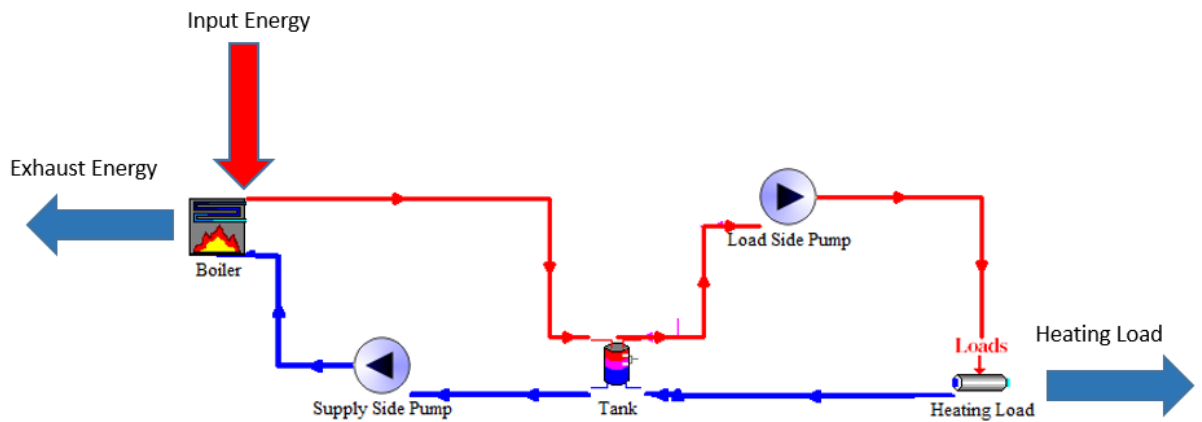 Input Energy
Exhaust Energy
Boiler
Supply Side Pump
Tank
Load Side Pump
Loads
Heating Load
Heating Load